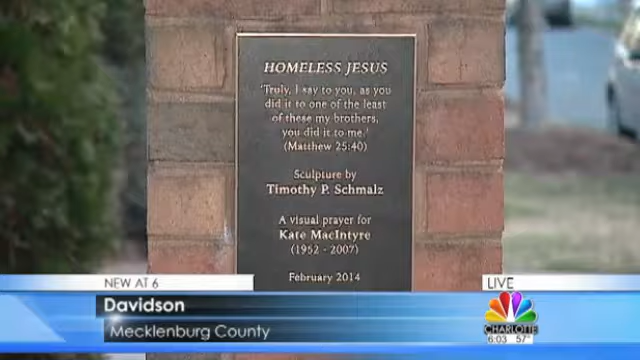 HOMELESS JESUS
'Truly, I say to you, as you
did it to one of the least
of these my brothers,
you did it to me.'
(Matthew 25:40)
Sculpture by
Timothy P. Schmalz
A visual prayer for
Kate MacIntyre
(1952 - 2007)
February 2014
NEW AT 6
LIVE
Davidson
Mecklenburg County
CHARLOTTE
6:03 57°